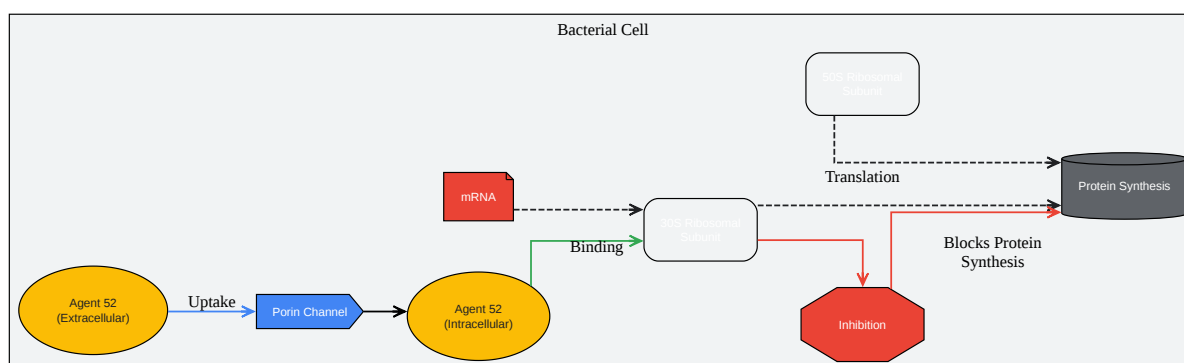 Bacterial Cell
50S Ribosomal
Subunit
Translation
Protein Synthesis
mRNA
30S Ribosomal
Subunit
Binding
Blocks Protein
Synthesis
Agent 52
(Extracellular)
Uptake
Porin Channel
Agent 52
(Intracellular)
Inhibition